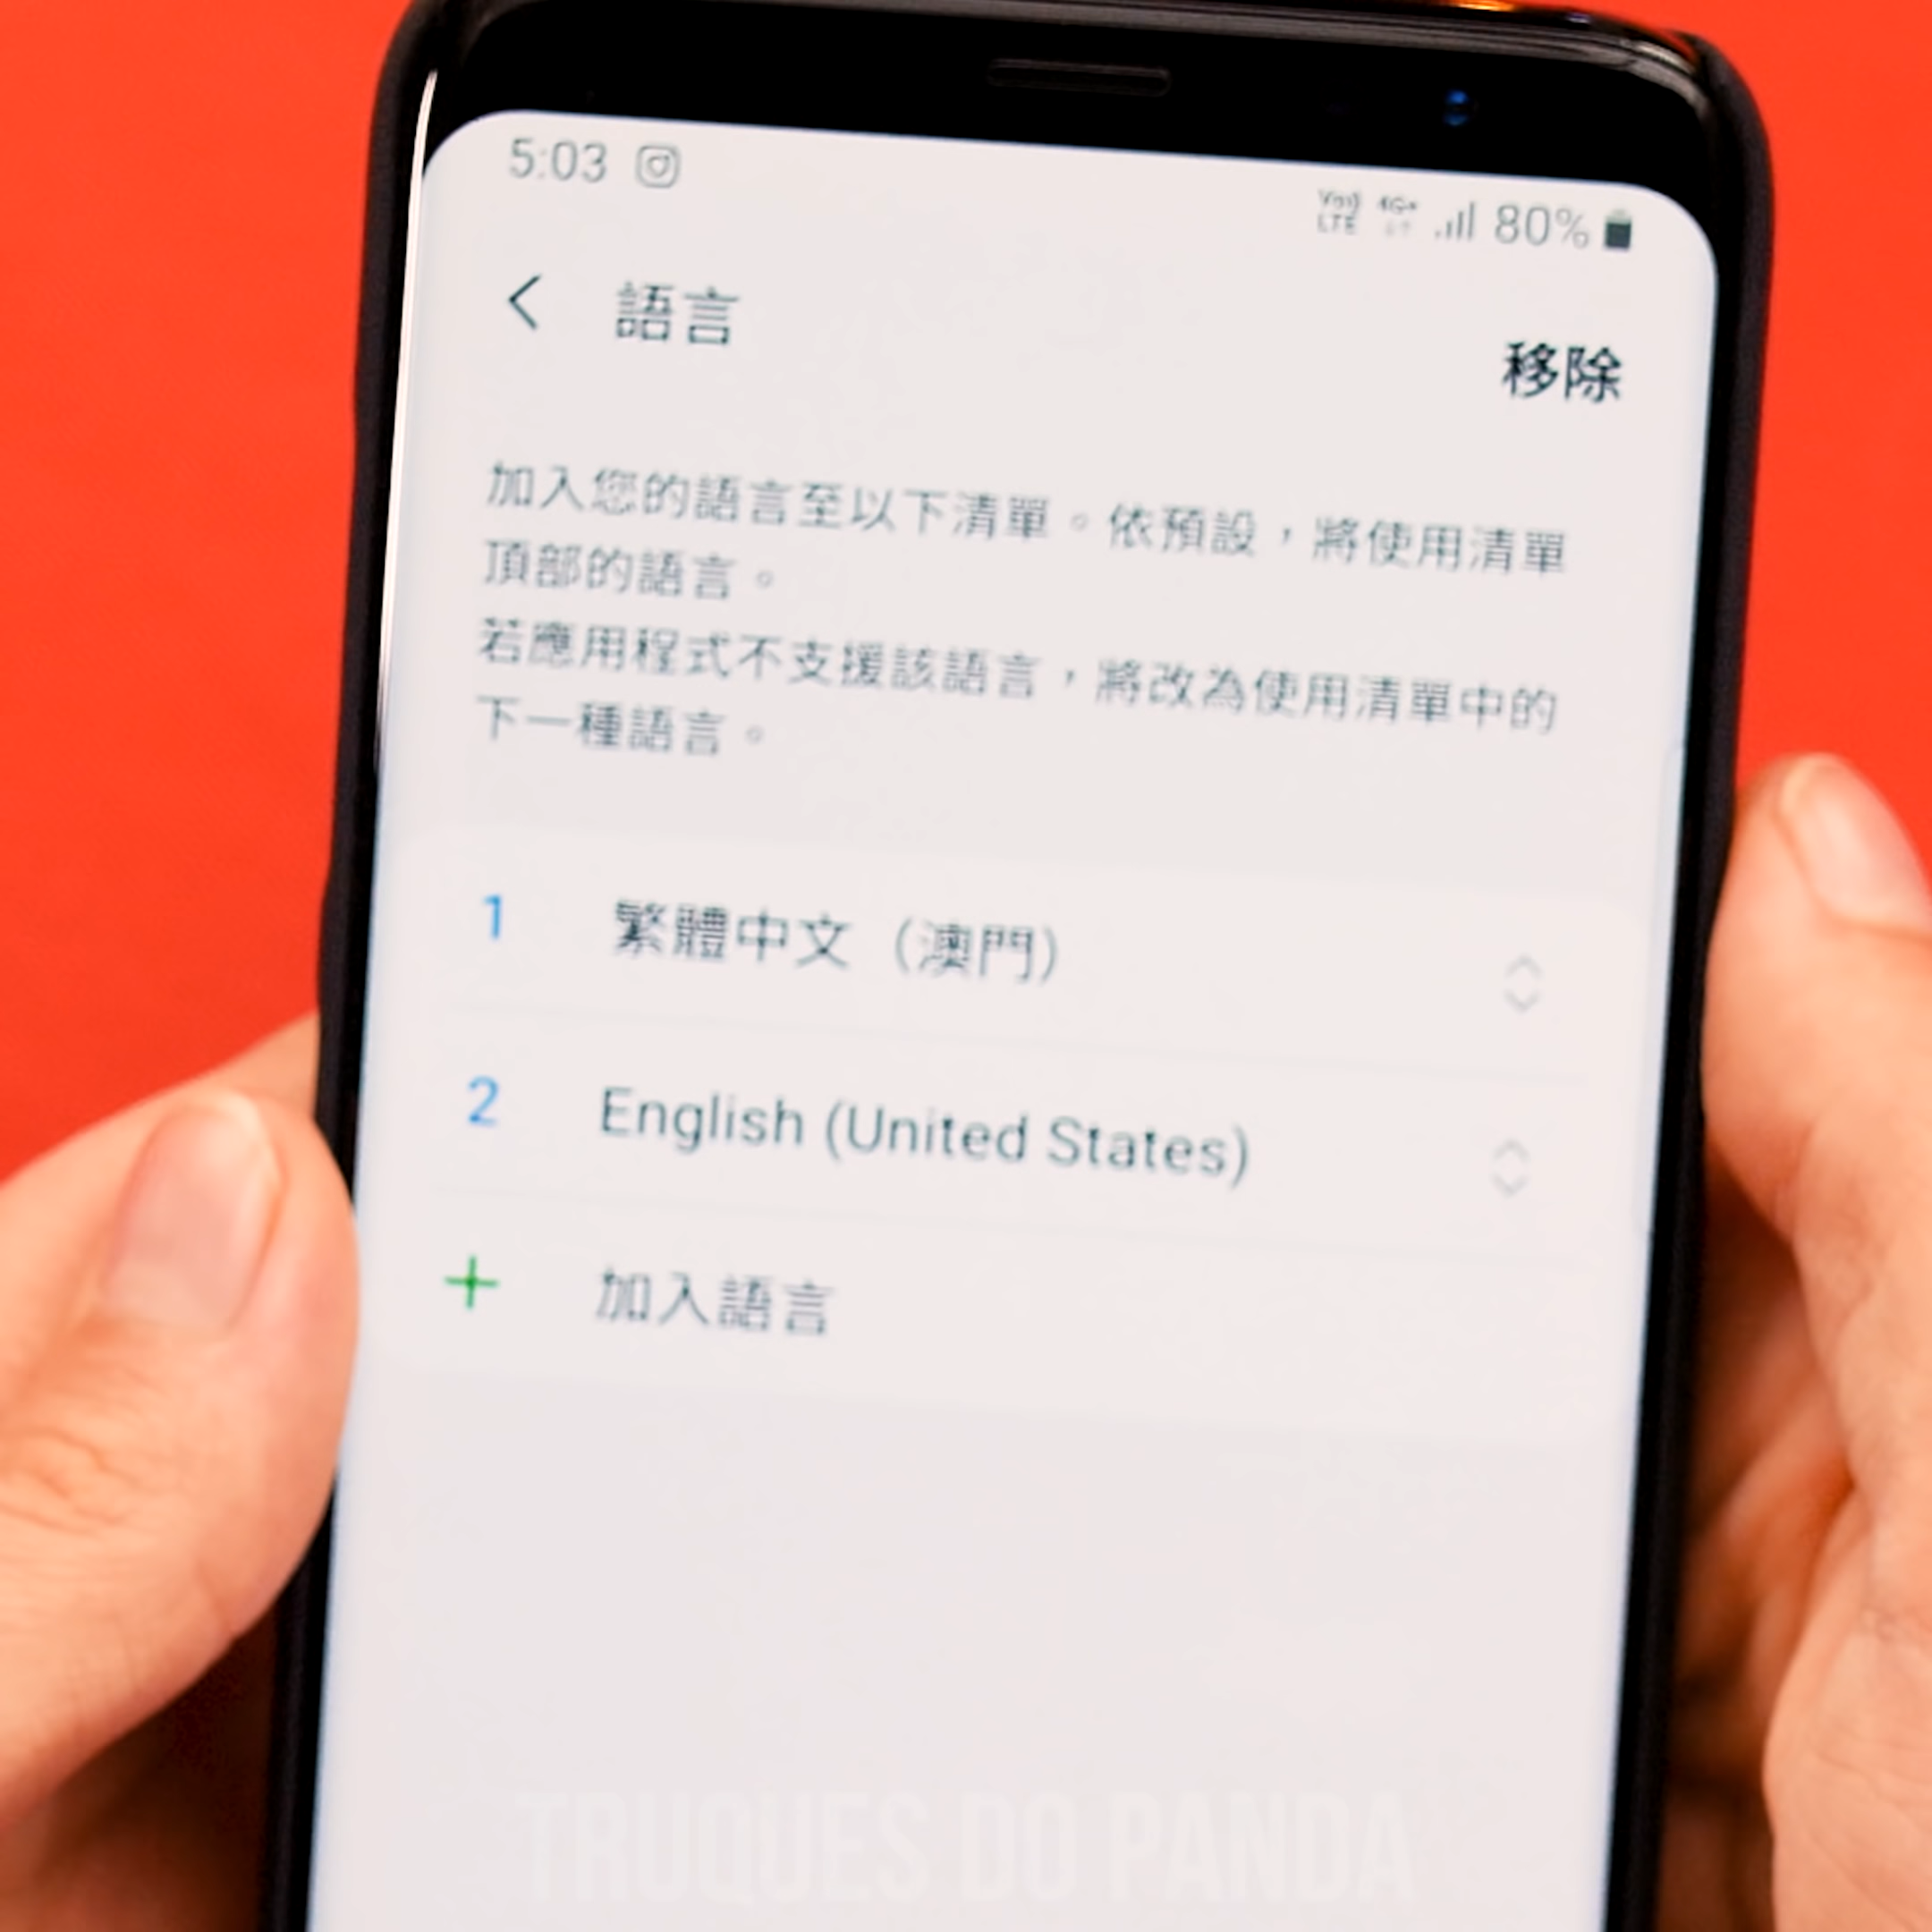 5:03
Vo)) LTE 4G+ 80%
語言
移除
加入您的語言至以下清單。依預設，將使用清單
頂部的語言。
若應用程式不支援該語言，將改為使用清單中的
下一種語言。
1 繁體中文（澳門）
2 English (United States)
+ 加入語言
TRUQUES DO PANDA